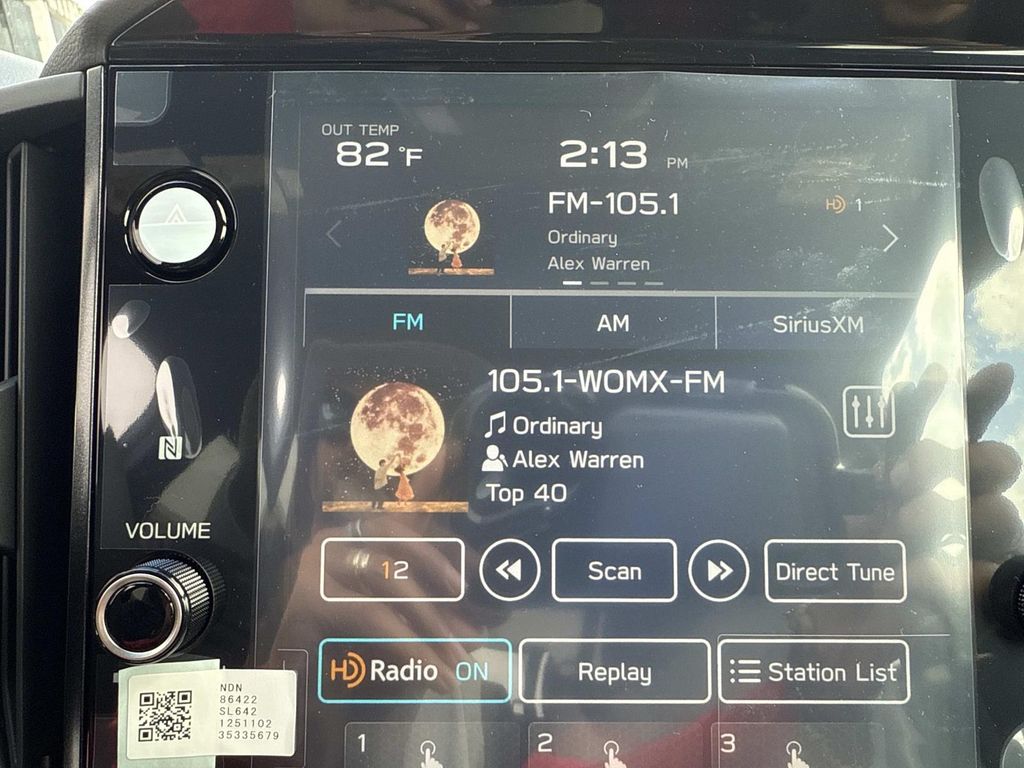 OUT TEMP
82 °F
2:13 PM
FM-105.1
HD 1
Ordinary
Alex Warren
FM
AM
SiriusXM
105.1-WOMX-FM
Ordinary
Alex Warren
Top 40
VOLUME
12
Scan
Direct Tune
HD Radio ON
Replay
Station List
1
2
3
NDN
86422
SL642
1251102
35335679